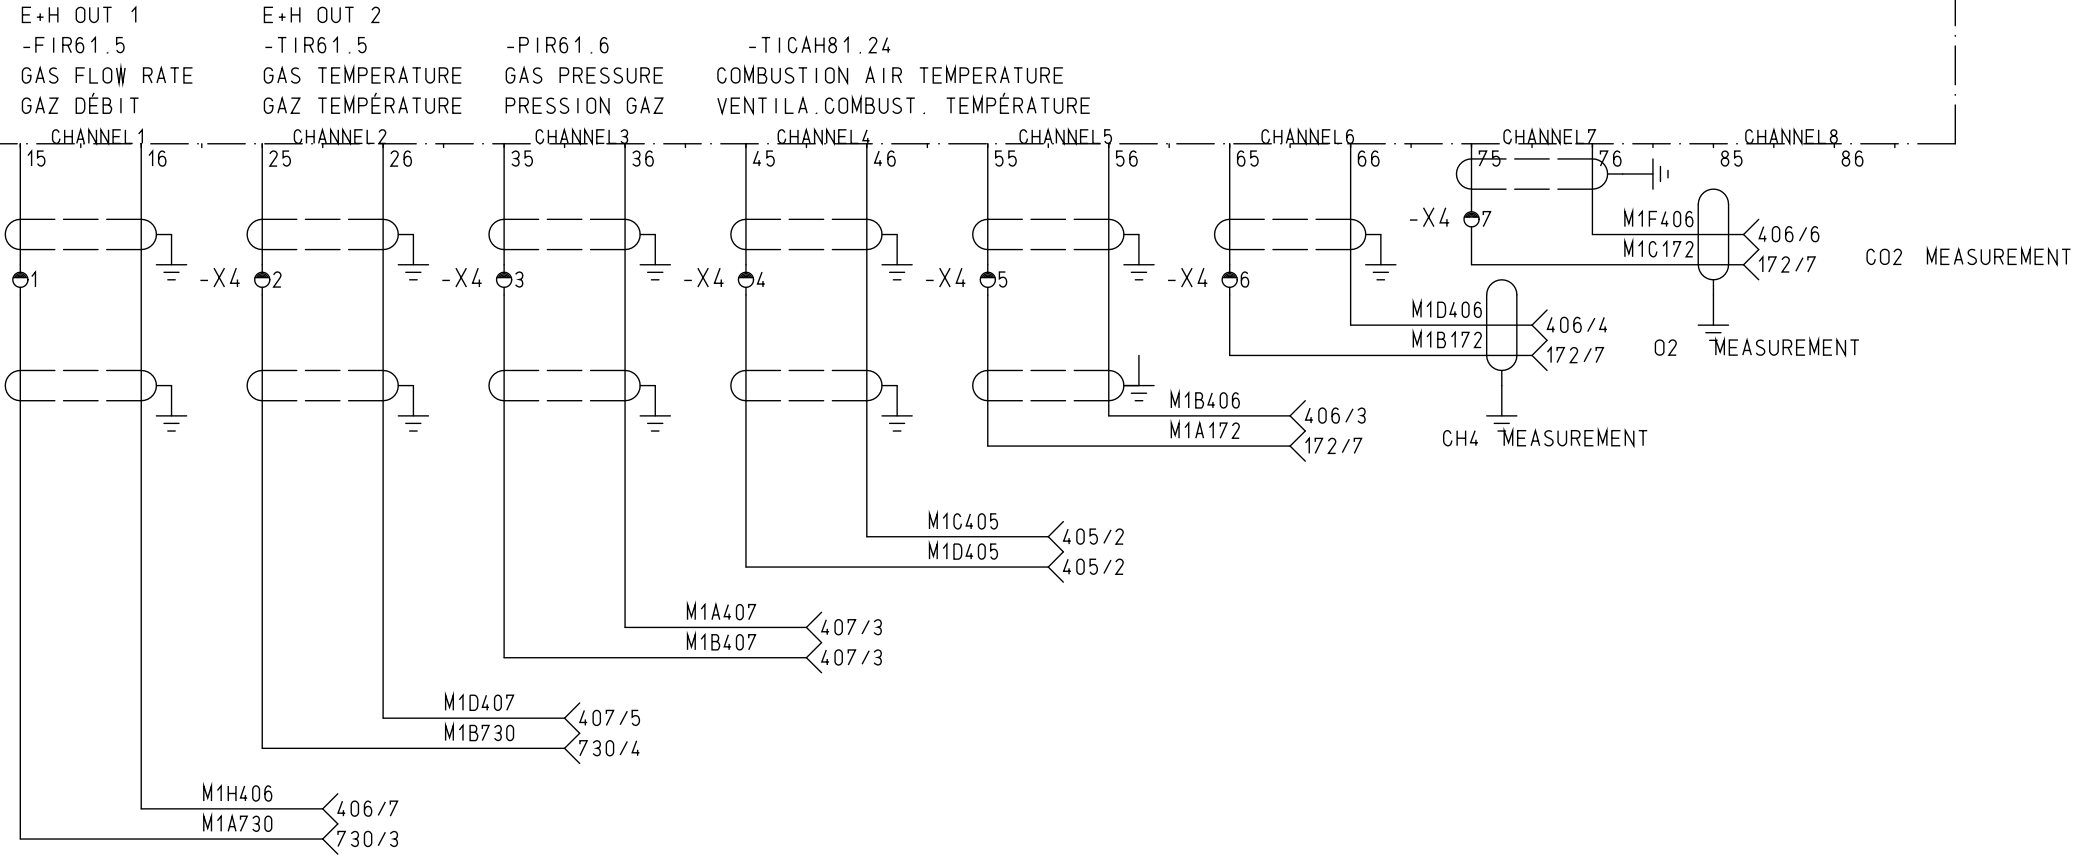 E+H OUT 1 E+H OUT 2
-FIR61.5 -TIR61.5 -PIR61.6 -TICAH81.24
GAS FLOW RATE GAS TEMPERATURE GAS PRESSURE COMBUSTION AIR TEMPERATURE
GAZ DÉBIT GAZ TEMPÉRATURE PRESSION GAZ VENTILA.COMBUST. TEMPÉRATURE
CHANNEL1 CHANNEL2 CHANNEL3 CHANNEL4 CHANNEL5 CHANNEL6 CHANNEL7 CHANNEL8
15 16 25 26 35 36 45 46 55 56 65 66 75 76 85 86
-X4 7 M1F406
406/6
M1C172 CO2 MEASUREMENT
172/7
1 -X4 2 -X4 3 -X4 4 -X4 5 -X4 6
M1D406
406/4
M1B172 O2 MEASUREMENT
172/7
M1B406
406/3
M1A172 CH4 MEASUREMENT
172/7
M1C405
405/2
M1D405
405/2
M1A407
407/3
M1B407
407/3
M1D407
407/5
M1B730
730/4
M1H406
406/7
M1A730
730/3